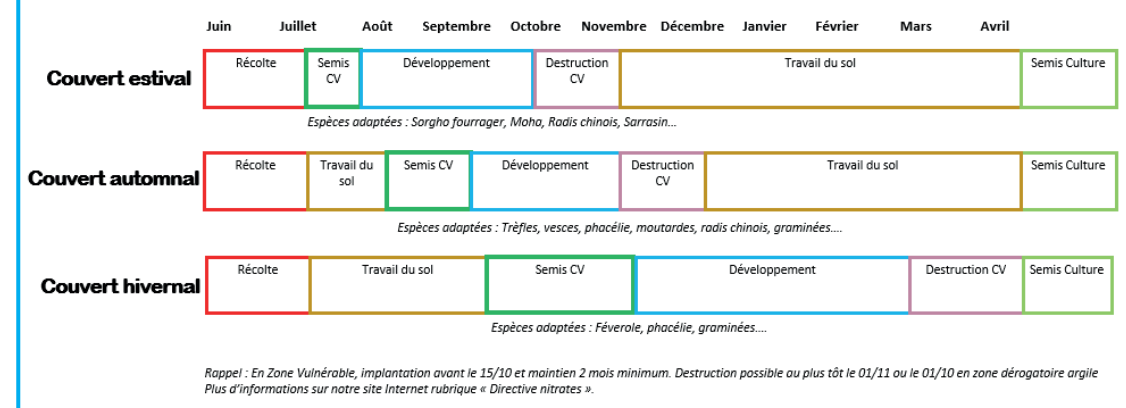 Juin Juillet Août Septembre Octobre Novembre Décembre Janvier Février Mars Avril
Couvert estival
Récolte
Semis
CV
Développement
Destruction
CV
Travail du sol
Semis Culture
Espèces adaptées : Sorgho fourrager, Moha, Radis chinois, Sarrasin...
Couvert automnal
Récolte
Travail du
sol
Semis CV
Développement
Destruction
CV
Travail du sol
Semis Culture
Espèces adaptées : Trèfles, vesces, phacélie, moutardes, radis chinois, graminées....
Couvert hivernal
Récolte
Travail du sol
Semis CV
Développement
Destruction CV
Semis Culture
Espèces adaptées : Féverole, phacélie, graminées....
Rappel : En Zone Vulnérable, implantation avant le 15/10 et maintien 2 mois minimum. Destruction possible au plus tôt le 01/11 ou le 01/10 en zone dérogatoire argile
Plus d'informations sur notre site Internet rubrique « Directive nitrates ».